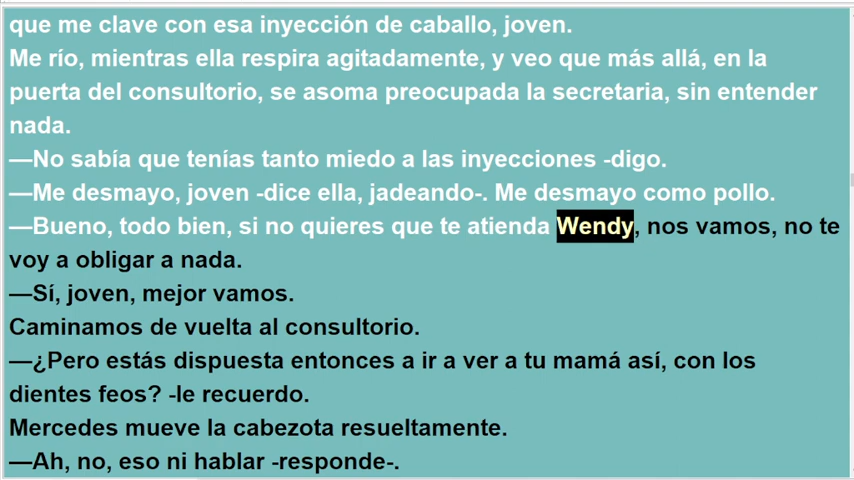 que me clave con esa inyección de caballo, joven.
Me río, mientras ella respira agitadamente, y veo que más allá, en la
puerta del consultorio, se asoma preocupada la secretaria, sin entender
nada.
—No sabía que tenías tanto miedo a las inyecciones -digo.
—Me desmayo, joven -dice ella, jadeando-. Me desmayo como pollo.
—Bueno, todo bien, si no quieres que te atienda Wendy, nos vamos, no te
voy a obligar a nada.
—Sí, joven, mejor vamos.
Caminamos de vuelta al consultorio.
—¿Pero estás dispuesta entonces a ir a ver a tu mamá así, con los
dientes feos? -le recuerdo.
Mercedes mueve la cabezota resueltamente.
—Ah, no, eso ni hablar -responde-.